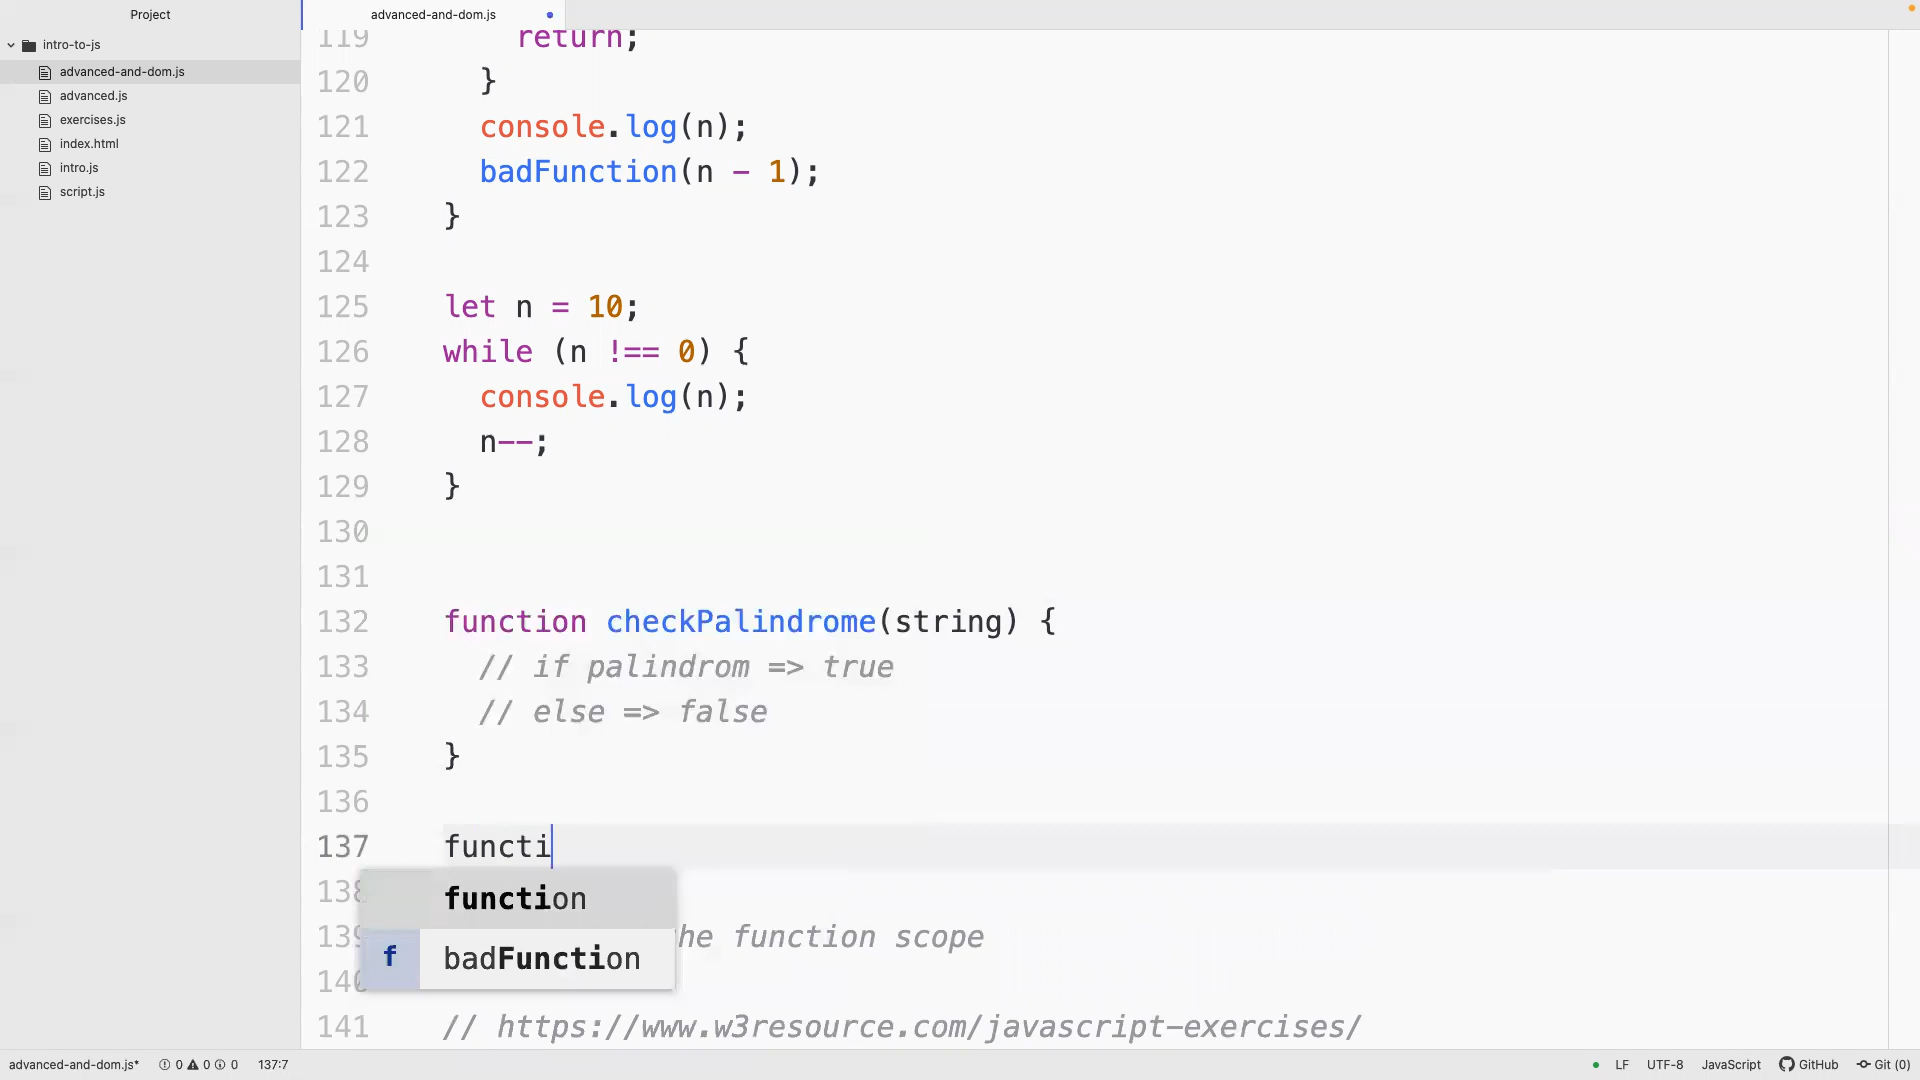 Project
advanced-and-dom.js
intro-to-js
advanced-and-dom.js
advanced.js
exercises.js
index.html
intro.js
script.js
119 return;
120 }
121 console.log(n);
122 badFunction(n - 1);
123 }
124
125 let n = 10;
126 while (n !== 0) {
127 console.log(n);
128 n--;
129 }
130
131
132 function checkPalindrome(string) {
133 // if palindrom => true
134 // else => false
135 }
136
137 functi
function
f badFunction
he function scope
141 // https://www.w3resource.com/javascript-exercises/
advanced-and-dom.js* 0 0 0 137:7 LF UTF-8 JavaScript GitHub Git (0)